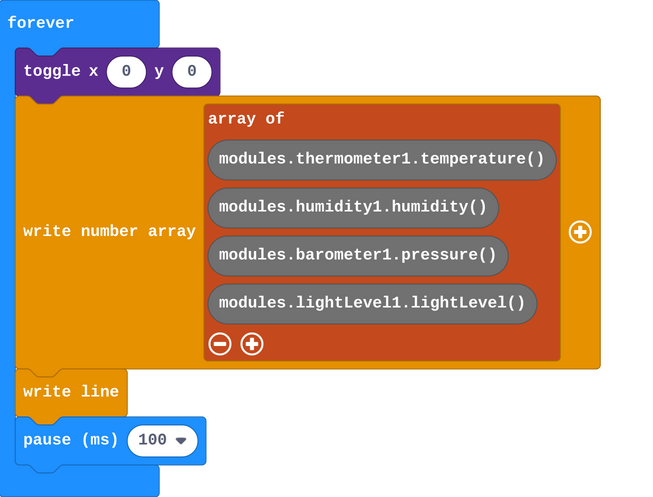 forever
toggle x 0 y 0
array of
modules.thermometer1.temperature()
modules.humidity1.humidity()
write number array
modules.barometer1.pressure()
modules.lightLevel1.lightLevel()
write line
pause (ms) 100